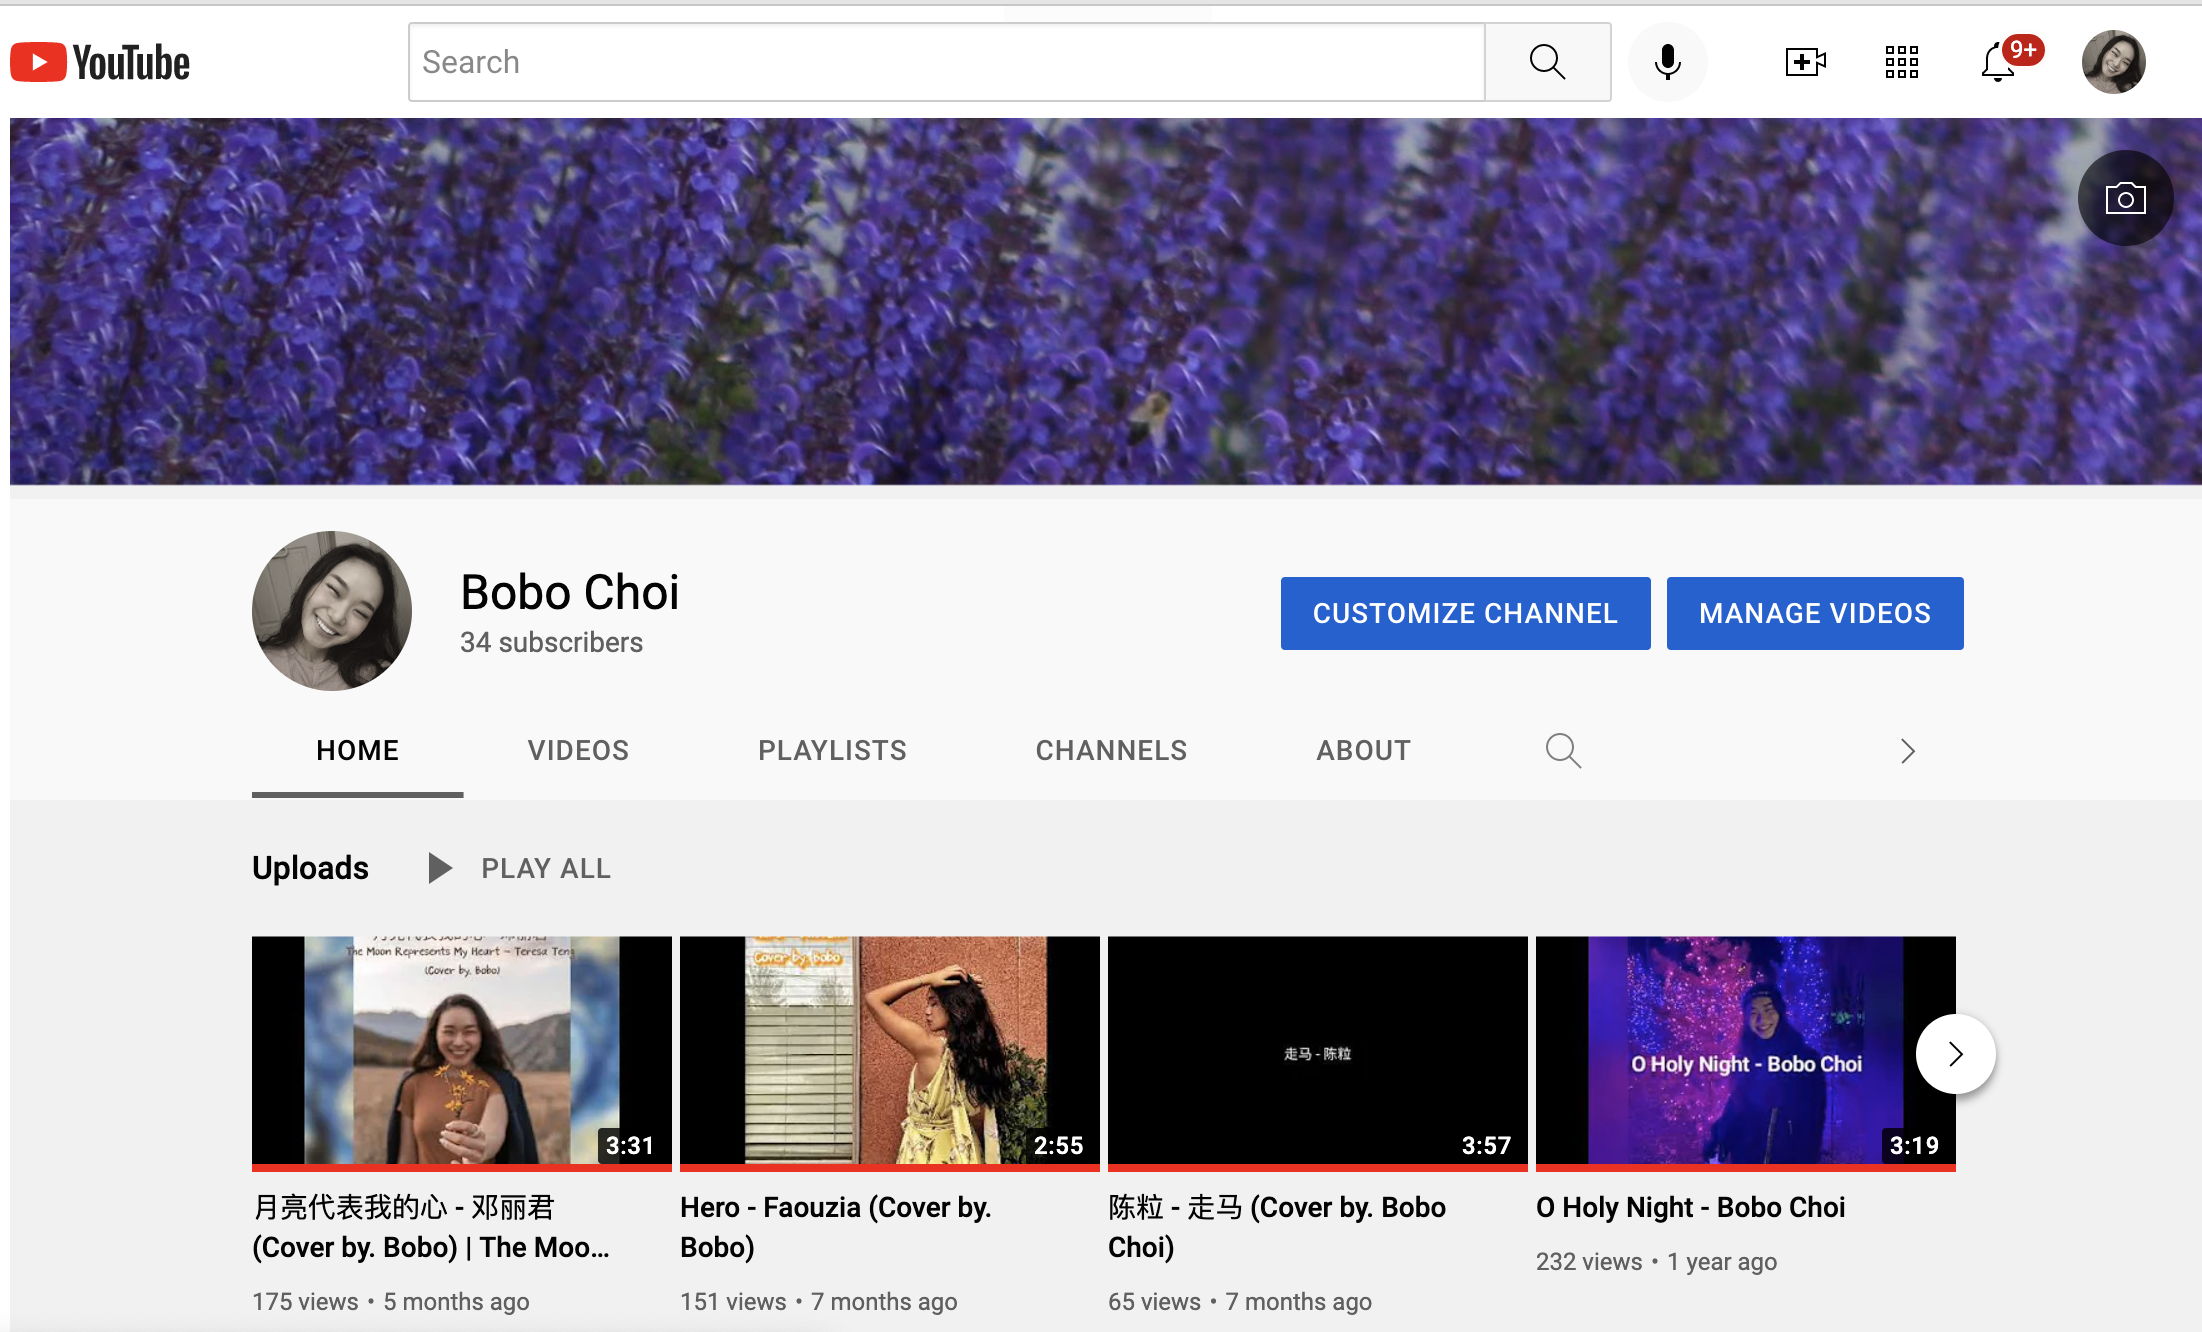 YouTube
Search
9+
Bobo Choi
34 subscribers
CUSTOMIZE CHANNEL
MANAGE VIDEOS
HOME
VIDEOS
PLAYLISTS
CHANNELS
ABOUT
Uploads
PLAY ALL
The Moon Represents My Heart - Teresa Teng
(Cover by. Bobo)
3:31
Cover by. Bobo
2:55
走马 - 陈粒
3:57
O Holy Night - Bobo Choi
3:19
月亮代表我的心 - 邓丽君
(Cover by. Bobo) | The Moo...
175 views • 5 months ago
Hero - Faouzia (Cover by.
Bobo)
151 views • 7 months ago
陈粒 - 走马 (Cover by. Bobo
Choi)
65 views • 7 months ago
O Holy Night - Bobo Choi
232 views • 1 year ago